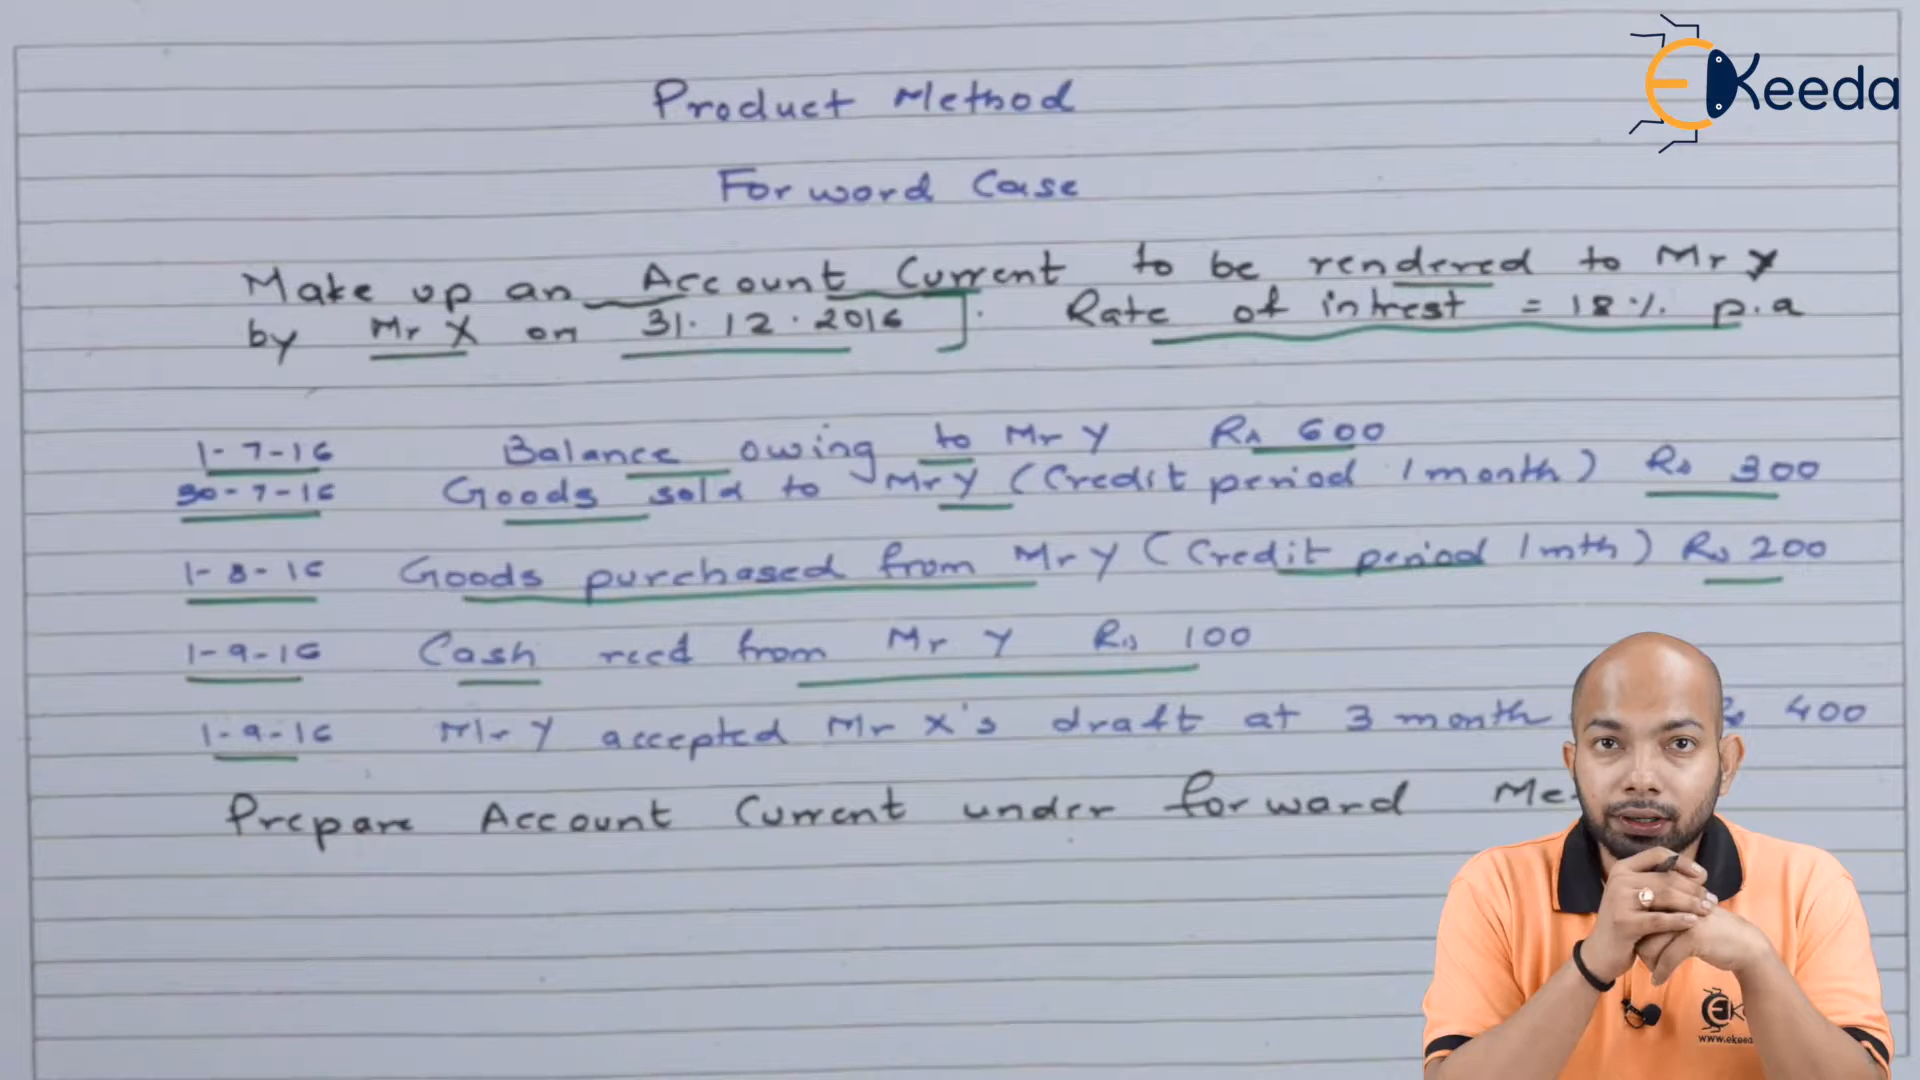 EKeeda
Product Method
Forword Case
Make up an Account Current to be rendered to Mr Y
by Mr X on 31.12.2016]. Rate of intrest = 18% p.a
1-7-16 Balance owing to Mr Y Rs 600
30-7-16 Goods sold to Mr Y (Credit period 1 month) Rs 300
1-8-16 Goods purchased from Mr Y (Credit period 1 mth) Rs 200
1-9-16 Cash recd from Mr Y Rs 100
1-9-16 Mr Y accepted Mr X's draft at 3 month 400
Prepare Account Current under forward